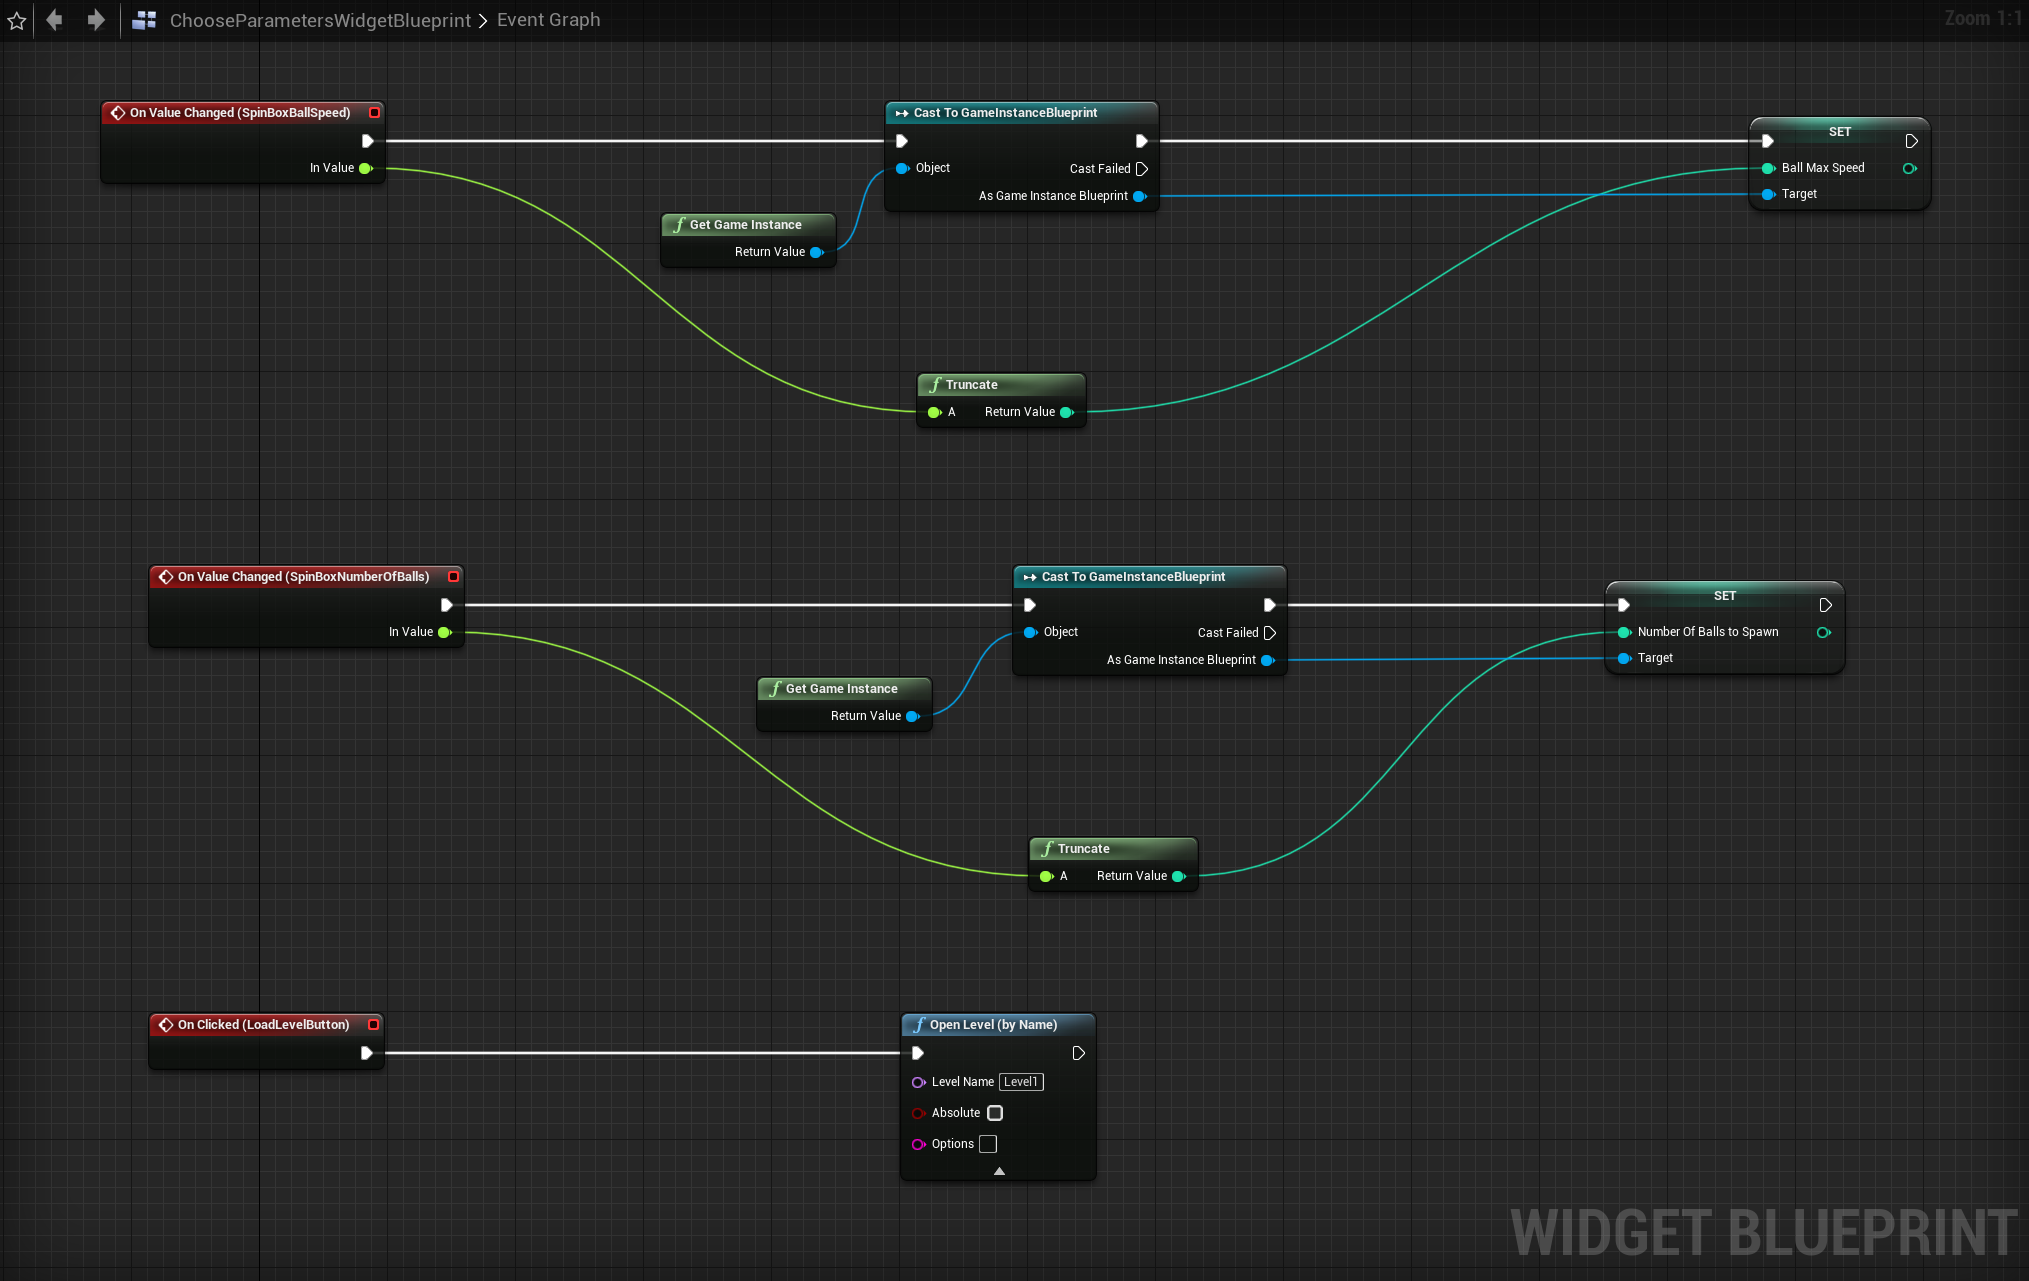 ChooseParametersWidgetBlueprint > Event Graph
Zoom 1:1
On Value Changed (SpinBoxBallSpeed)
In Value
Cast To GameInstanceBlueprint
Object
Cast Failed
As Game Instance Blueprint
SET
Ball Max Speed
Target
f Get Game Instance
Return Value
f Truncate
A Return Value
On Value Changed (SpinBoxNumberOfBalls)
In Value
Cast To GameInstanceBlueprint
Object
Cast Failed
As Game Instance Blueprint
SET
Number Of Balls to Spawn
Target
f Get Game Instance
Return Value
f Truncate
A Return Value
On Clicked (LoadLevelButton)
f Open Level (by Name)
Level Name Level1
Absolute
Options
WIDGET BLUEPRINT